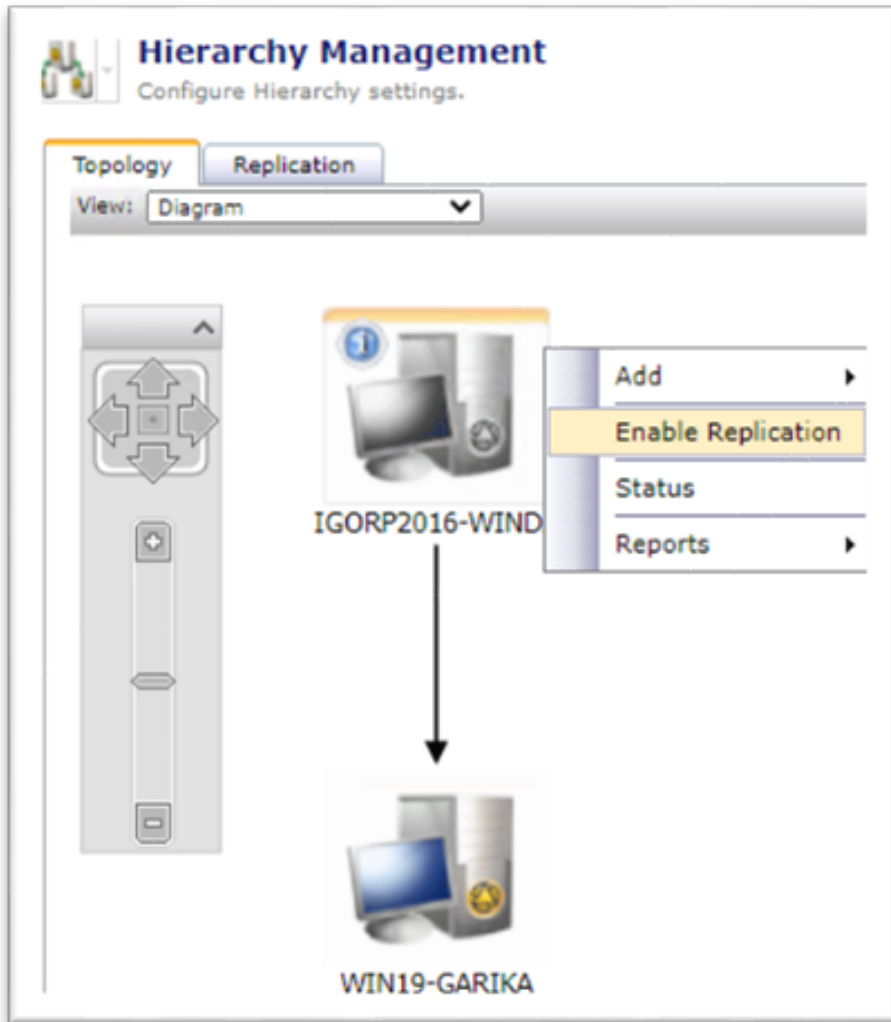 Hierarchy Management
Configure Hierarchy settings.
Topology Replication
View: Diagram
Add
Enable Replication
Status
Reports
IGORP2016-WIND
WIN19-GARIKA